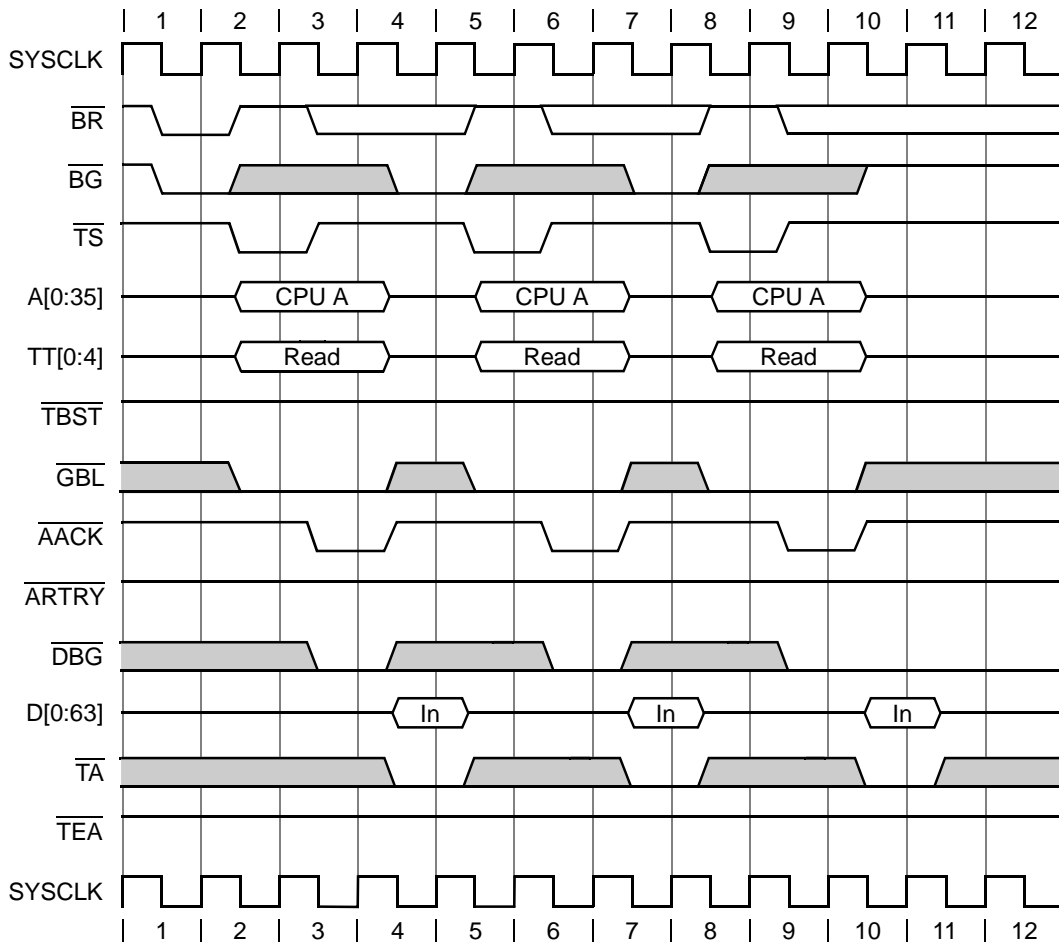 1 2 3 4 5 6 7 8 9 10 11 12
SYSCLK
BR
BG
TS
A[0:35] CPU A CPU A CPU A
TT[0:4] Read Read Read
TBST
GBL
AACK
ARTRY
DBG
D[0:63] In In In
TA
TEA
SYSCLK
1 2 3 4 5 6 7 8 9 10 11 12